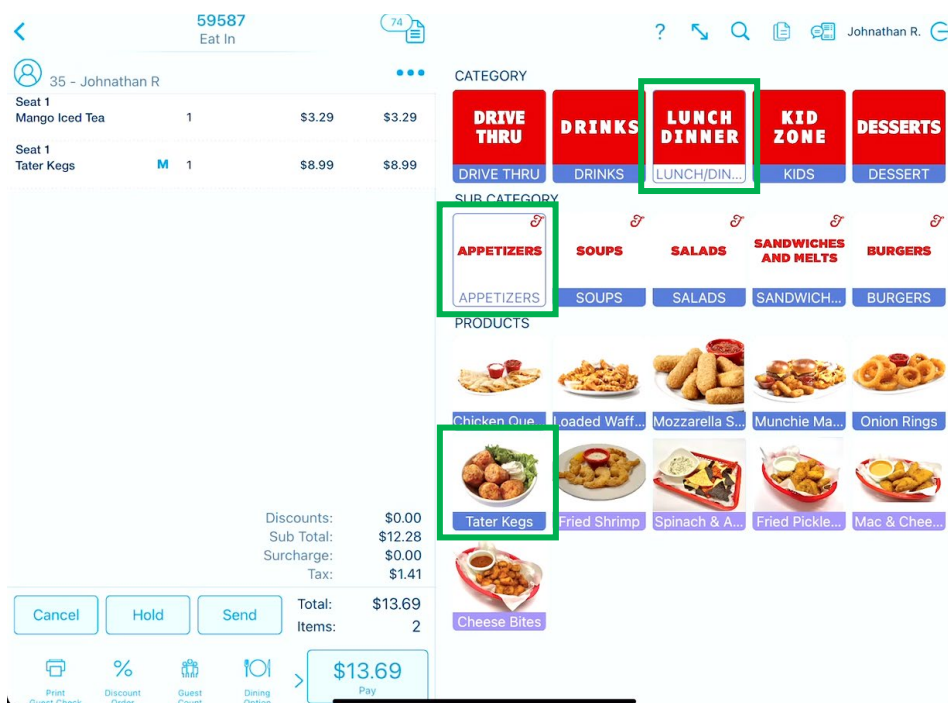 59587
Eat In
74
?
Johnathan R.
35 - Johnathan R
Seat 1
Mango Iced Tea 1 $3.29 $3.29
Seat 1
Tater Kegs M 1 $8.99 $8.99
Discounts: $0.00
Sub Total: $12.28
Surcharge: $0.00
Tax: $1.41
Total: $13.69
Items: 2
Cancel
Hold
Send
Print
Guest Check
%
Discount
Order
Guest
Count
Dining
Option
$13.69
Pay
CATEGORY
DRIVE
THRU
DRIVE THRU
DRINKS
DRINKS
LUNCH
DINNER
LUNCH/DIN...
KID
ZONE
KIDS
DESSERTS
DESSERT
SUB CATEGORY
APPETIZERS
APPETIZERS
SOUPS
SOUPS
SALADS
SALADS
SANDWICHES
AND MELTS
SANDWICH...
BURGERS
BURGERS
PRODUCTS
Chicken Que...
Loaded Waff...
Mozzarella S...
Munchie Ma...
Onion Rings
Tater Kegs
Fried Shrimp
Spinach & A...
Fried Pickle...
Mac & Chee...
Cheese Bites